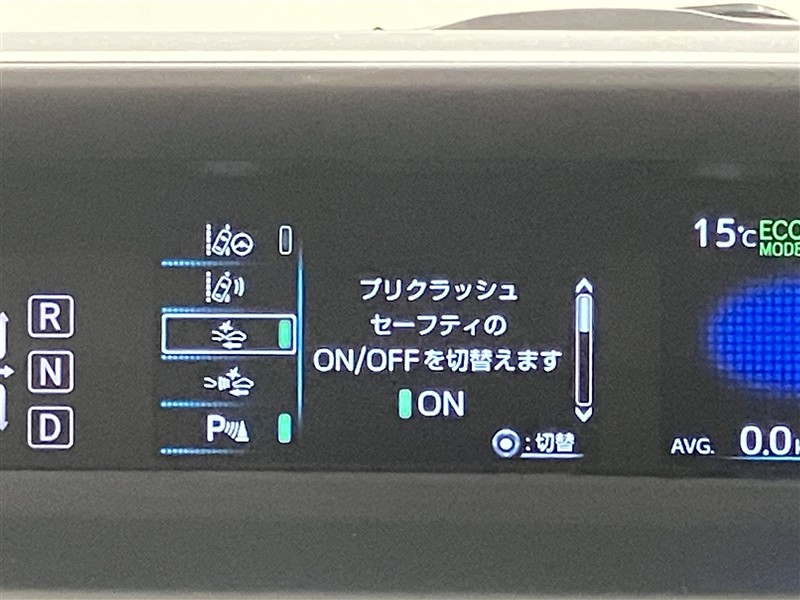 15℃
ECO
MODE
R
N
D
P
プリクラッシュ
セーフティの
ON/OFFを切替えます
ON
:切替
AVG. 0.0